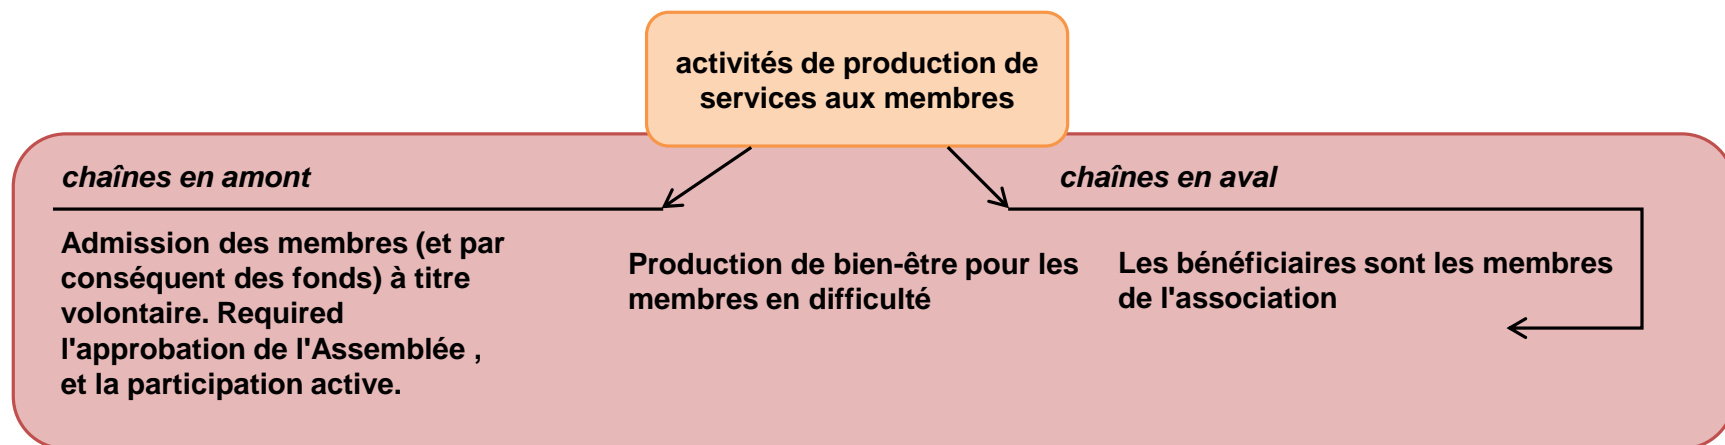 activités de production de
services aux membres
chaînes en amont
chaînes en aval
Admission des membres (et par
conséquent des fonds) à titre
volontaire. Required
l'approbation de l'Assemblée ,
et la participation active.
Production de bien-être pour les
membres en difficulté
Les bénéficiaires sont les membres
de l'association